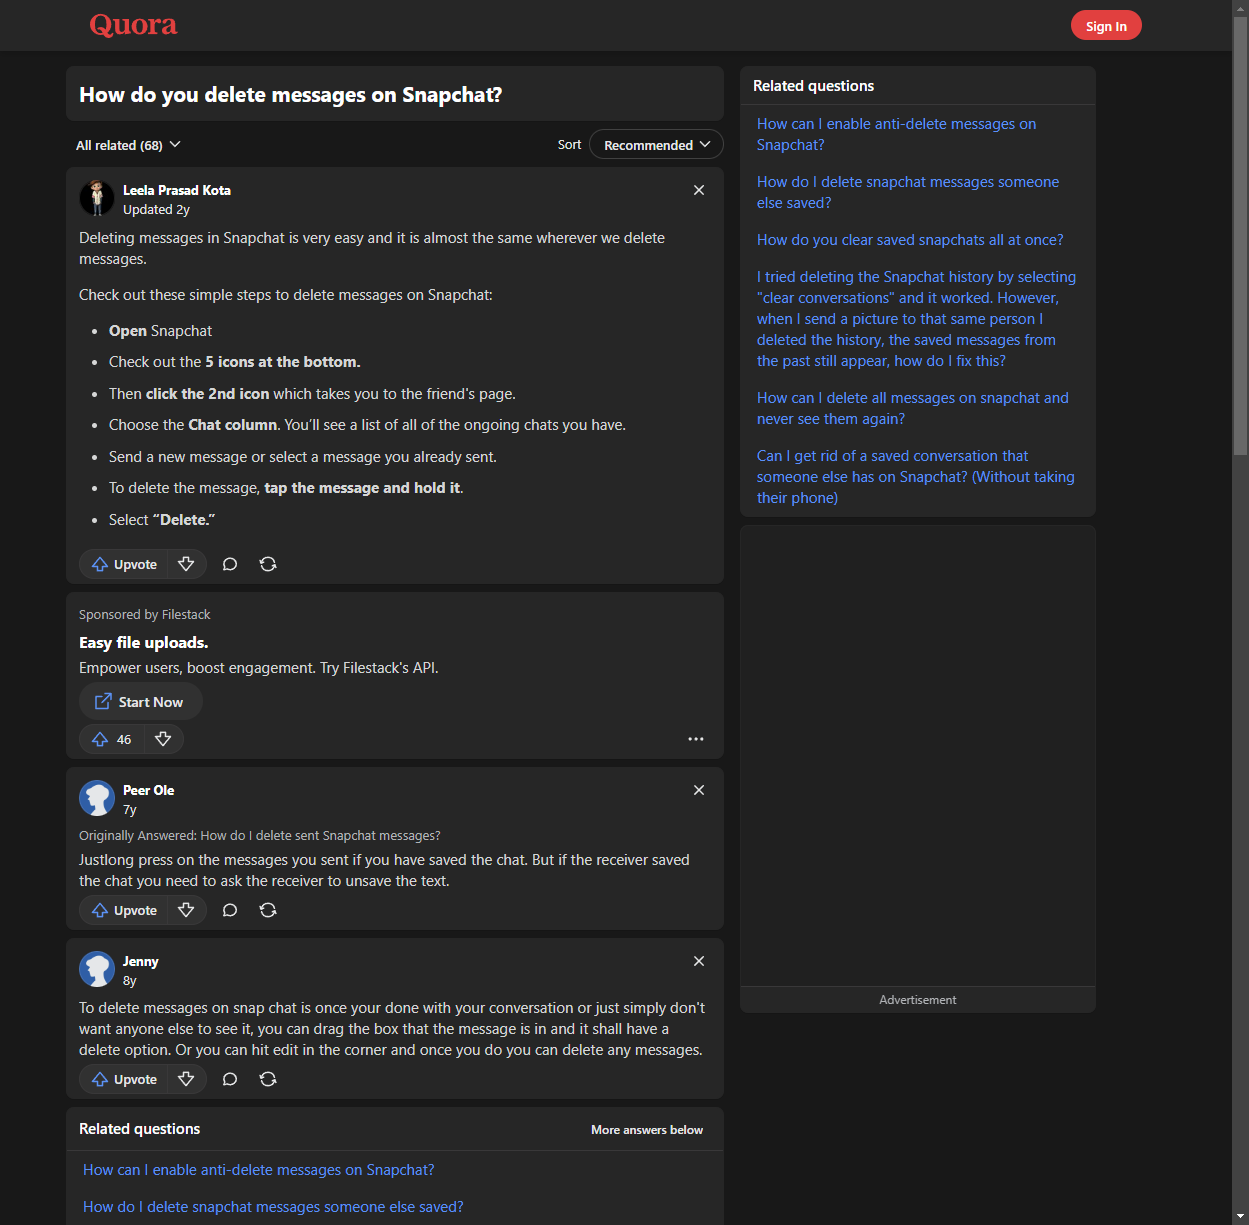 Quora
Sign In
How do you delete messages on Snapchat?
All related (68)
Sort
Recommended
Leela Prasad Kota
Updated 2y
Deleting messages in Snapchat is very easy and it is almost the same wherever we delete
messages.
Check out these simple steps to delete messages on Snapchat:
• Open Snapchat
• Check out the 5 icons at the bottom.
• Then click the 2nd icon which takes you to the friend's page.
• Choose the Chat column. You’ll see a list of all of the ongoing chats you have.
• Send a new message or select a message you already sent.
• To delete the message, tap the message and hold it.
• Select “Delete.”
Upvote
Sponsored by Filestack
Easy file uploads.
Empower users, boost engagement. Try Filestack's API.
Start Now
46
Peer Ole
7y
Originally Answered: How do I delete sent Snapchat messages?
Justlong press on the messages you sent if you have saved the chat. But if the receiver saved
the chat you need to ask the receiver to unsave the text.
Upvote
Jenny
8y
To delete messages on snap chat is once your done with your conversation or just simply don't
want anyone else to see it, you can drag the box that the message is in and it shall have a
delete option. Or you can hit edit in the corner and once you do you can delete any messages.
Upvote
Related questions
More answers below
How can I enable anti-delete messages on Snapchat?
How do I delete snapchat messages someone else saved?
Related questions
How can I enable anti-delete messages on
Snapchat?
How do I delete snapchat messages someone
else saved?
How do you clear saved snapchats all at once?
I tried deleting the Snapchat history by selecting
"clear conversations" and it worked. However,
when I send a picture to that same person I
deleted the history, the saved messages from
the past still appear, how do I fix this?
How can I delete all messages on snapchat and
never see them again?
Can I get rid of a saved conversation that
someone else has on Snapchat? (Without taking
their phone)
Advertisement